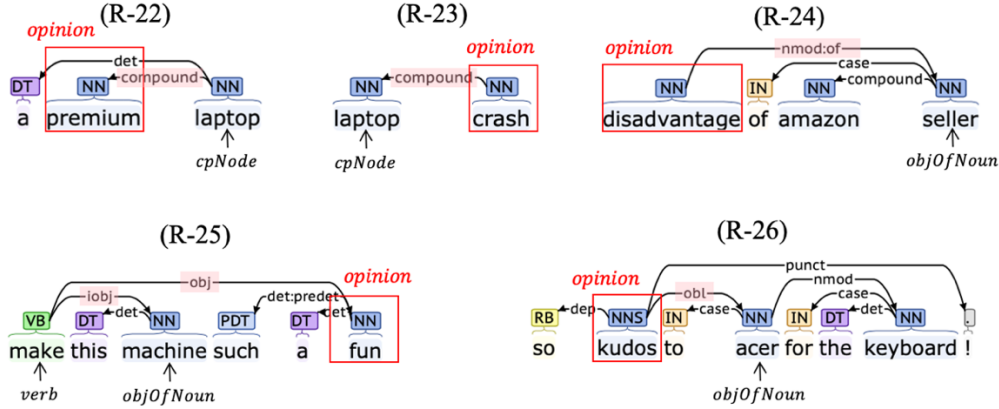 (R-22)
(R-23)
(R-24)
opinion
opinion
opinion
det
nmod:of
case
compound
compound
compound
DT NN NN
NN NN
NN IN NN NN
a premium laptop
laptop crash
disadvantage of amazon seller
cpNode
cpNode
objOfNoun
(R-25)
(R-26)
opinion
opinion
obj
punct
iobj
det:predet
nmod
det
det
dep
obl
case
case
det
VB DT NN PDT DT NN
RB NNS IN NN IN DT NN .
make this machine such a fun
so kudos to acer for the keyboard !
verb
objOfNoun
objOfNoun